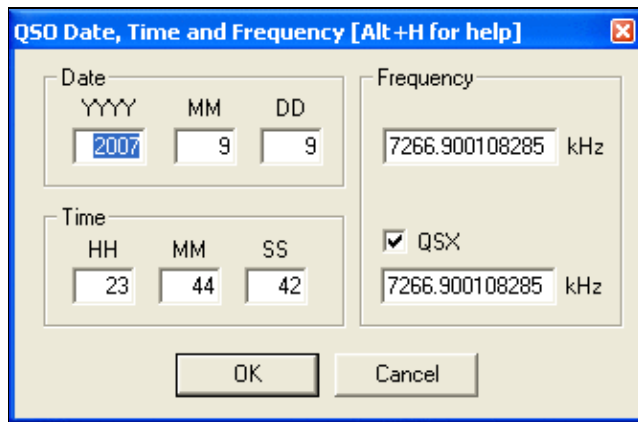 QSO Date, Time and Frequency [Alt+H for help]
Date
YYYY MM DD
2007 9 9
Time
HH MM SS
23 44 42
Frequency
7266.900108285 kHz
QSX
7266.900108285 kHz
OK Cancel